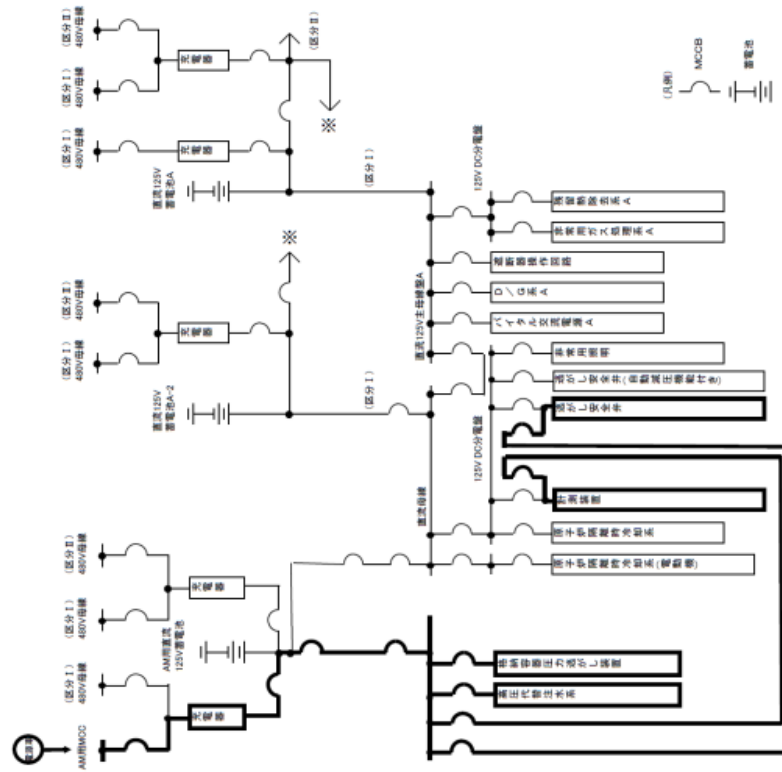 電源車
AM用MCC
(区分Ⅰ)
480V母線
(区分Ⅰ)
480V母線
(区分Ⅱ)
480V母線
充電器
充電器
AM用直流
125V蓄電池
高圧代替注水系
格納容器圧力逃がし装置
(区分Ⅰ)
480V母線
(区分Ⅱ)
480V母線
充電器
直流125V
蓄電池A-2
※
(区分Ⅰ)
直流母線
125V DC分電盤
原子炉隔離時冷却系(電動機)
原子炉隔離時冷却系
計測装置
逃がし安全弁
逃がし安全弁(自動減圧機能付き)
非常用照明
(区分Ⅰ)
480V母線
(区分Ⅰ)
480V母線
(区分Ⅱ)
480V母線
充電器
充電器
直流125V
蓄電池A
※
(区分Ⅱ)
(区分Ⅰ)
直流125V主母線盤A
125V DC分電盤
バイタル交流電源A
D/G系A
遮断器操作回路
非常用ガス処理系A
残留熱除去系A
(凡例)
MCCB
蓄電池